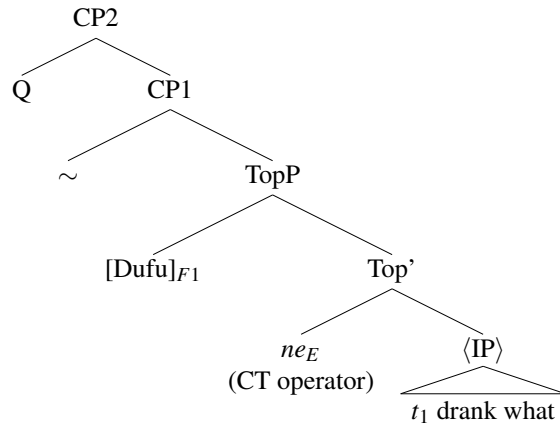 CP2
Q CP1
∼ TopP
[Dufu]F1 Top'
neE ⟨IP⟩
(CT operator)
t1 drank what